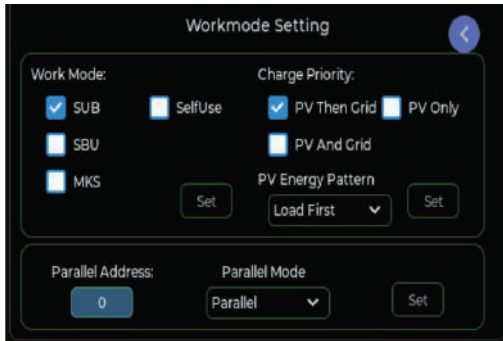 Workmode Setting
Work Mode:
Charge Priority:
SUB
SelfUse
PV Then Grid
PV Only
SBU
PV And Grid
MKS
PV Energy Pattern
Set
Load First
Set
Parallel Address:
Parallel Mode
0
Parallel
Set